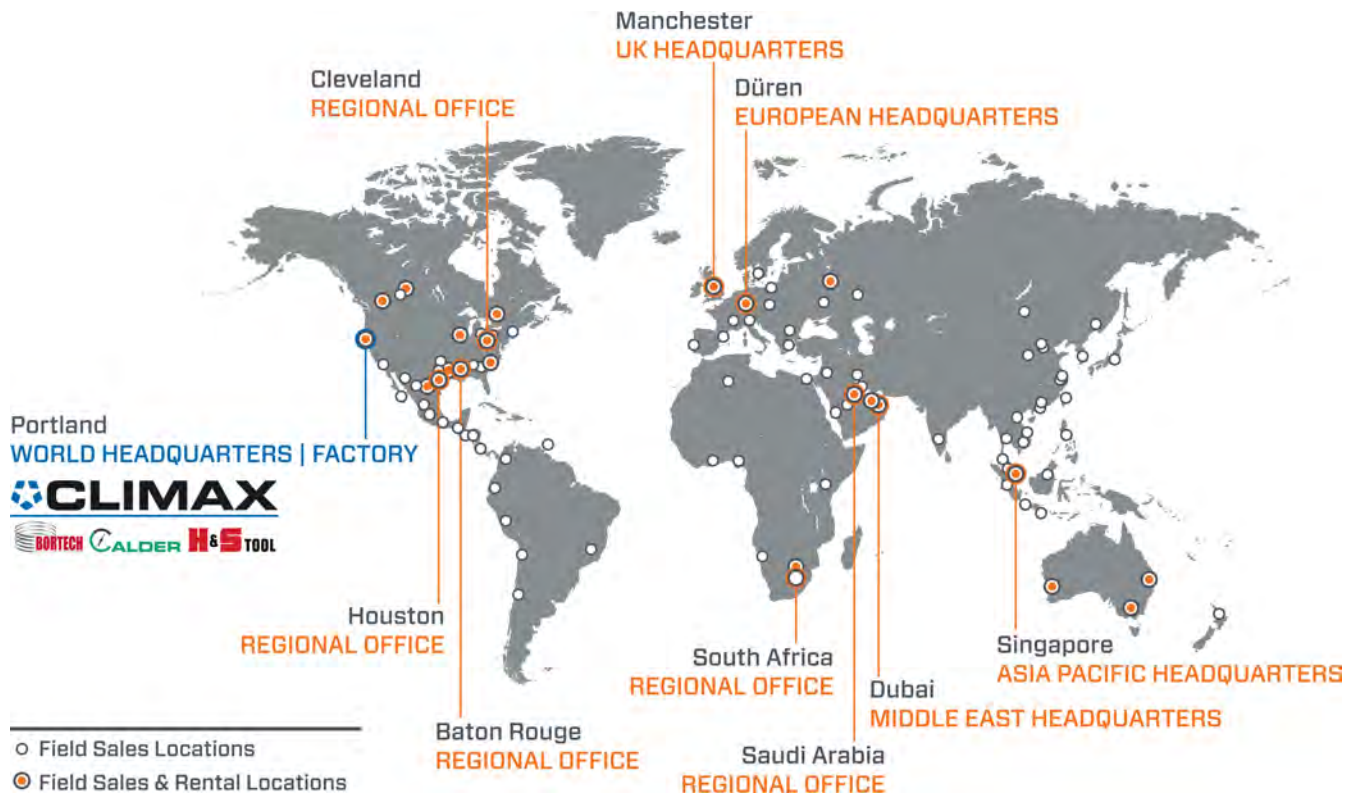 Manchester
UK HEADQUARTERS
Cleveland
REGIONAL OFFICE
Düren
EUROPEAN HEADQUARTERS
Portland
WORLD HEADQUARTERS | FACTORY
CLIMAX
BORTECH CALDER H&S TOOL
Houston
REGIONAL OFFICE
South Africa
REGIONAL OFFICE
Singapore
ASIA PACIFIC HEADQUARTERS
Dubai
MIDDLE EAST HEADQUARTERS
Baton Rouge
REGIONAL OFFICE
Saudi Arabia
REGIONAL OFFICE
Field Sales Locations
Field Sales & Rental Locations